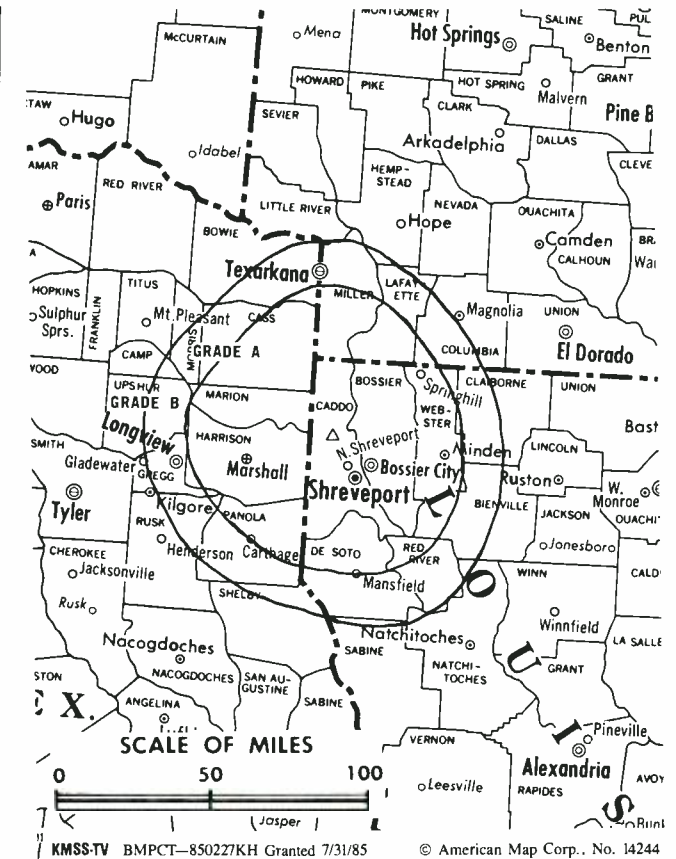 MONTGOMERY
SALINE
PUL
McCURTAIN
Mena
Hot Springs
Benton
HOWARD
PIKE
HOT SPRING
GRANT
Malvern
CTAW
SEVIER
CLARK
Pine B
Hugo
Arkadelphia
DALLAS
Idabel
CLEVE
AMAR
HEMP-
STEAD
RED RIVER
Paris
LITTLE RIVER
NEVADA
OUACHITA
BOWIE
Hope
Camden
BR
CALHOUN
War
A
Texarkana
HOPKINS
TITUS
MILLER
LAFAY
ETTE
Sulphur
Sprs.
FRANKLIN
Mt. Pleasant
CASS
Magnolia
UNION
MORRIS
GRADE A
COLUMBIA
El Dorado
CAMP
WOOD
UPSHUR
MARION
BOSSIER
Springhill
CLAIBORNE
UNION
GRADE B
CADDO
WEB-
STER
Longview
HARRISON
N. Shreveport
Bast
SMITH
LINCOLN
Gladewater
GREGG
Marshall
Bossier City
Minden
Ruston
W.
Monroe
Kilgore
Shreveport
L
BIENVILLE
Tyler
PANOLA
JACKSON
OUACHI
RUSK
Henderson
Carthage
DE SOTO
RED
RIVER
Jonesboro
CHEROKEE
Jacksonville
Mansfield
O
WINN
CALD
SHELBY
Rusk
Winnfield
Natchitoches
Nacogdoches
SABINE
U
LA SALLE
NACOGDOCHES
SAN AU-
GUSTINE
NATCHI-
TOCHES
GRANT
STON
SABINE
E X.
ANGELINA
I
Pineville
SCALE OF MILES
VERNON
Alexandria
0 50 100
Leesville
RAPIDES
AVOY
S
Jasper
KMSS-TV BMPCT—850227KH Granted 7/31/85 © American Map Corp., No. 14244